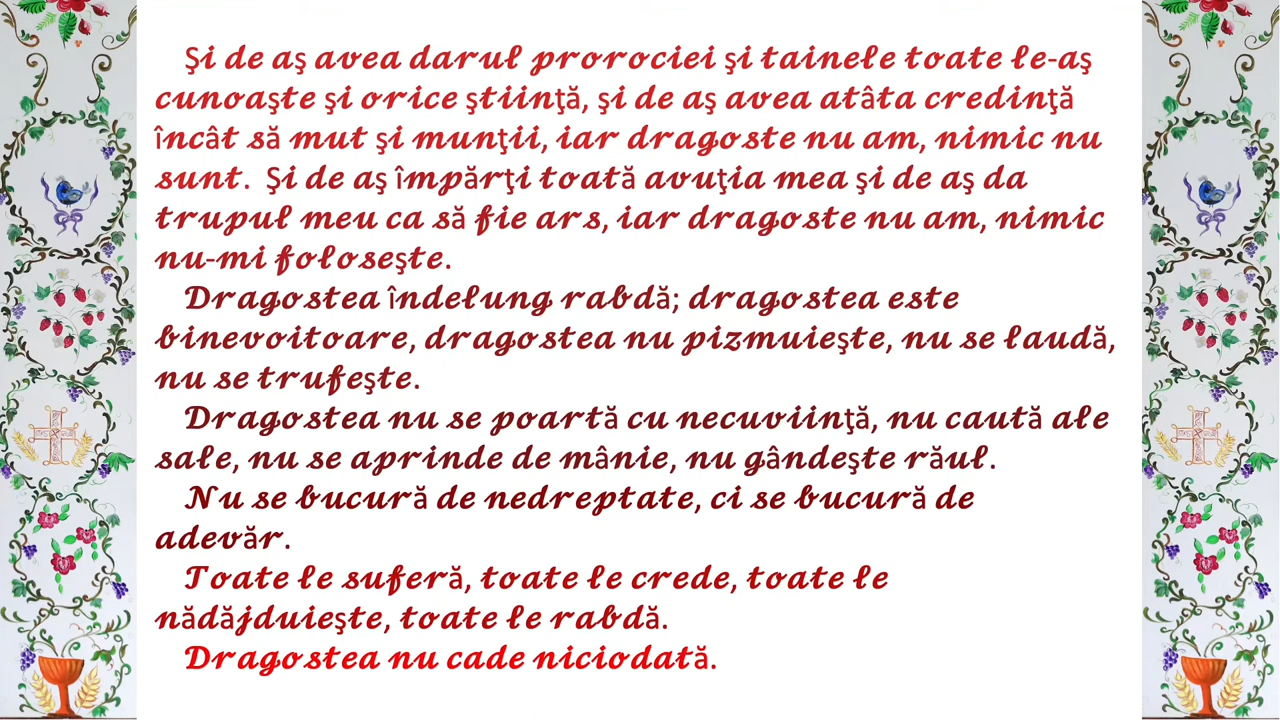 Şi de aş avea darul prorociei şi tainele toate le-aş
cunoaşte şi orice ştiinţă, şi de aş avea atâta credinţă
încât să mut şi munţii, iar dragoste nu am, nimic nu
sunt. Şi de aş împărţi toată avuţia mea şi de aş da
trupul meu ca să fie ars, iar dragoste nu am, nimic
nu-mi foloseşte.
Dragostea îndelung rabdă; dragostea este
binevoitoare, dragostea nu pizmuieşte, nu se laudă,
nu se trufeşte.
Dragostea nu se poartă cu necuviinţă, nu caută ale
sale, nu se aprinde de mânie, nu gândeşte răul.
Nu se bucură de nedreptate, ci se bucură de
adevăr.
Toate le suferă, toate le crede, toate le
nădăjduieşte, toate le rabdă.
Dragostea nu cade niciodată.